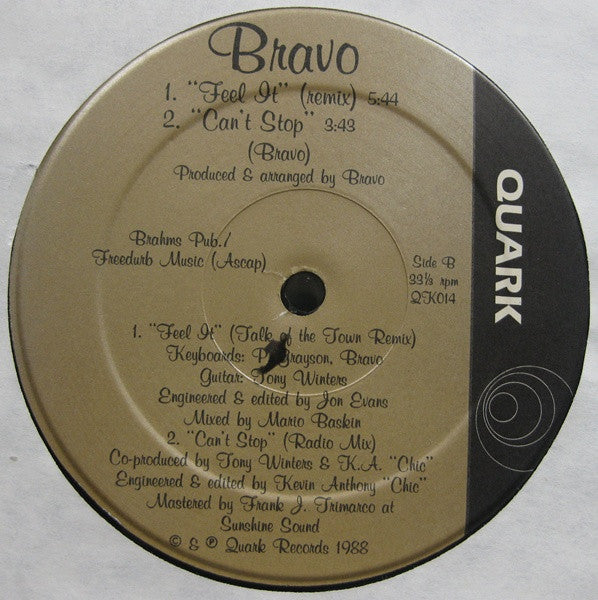 Bravo
1. "Feel It" (remix) 5:44
2. "Can't Stop" 3:43
(Bravo)
Produced & arranged by Bravo
QUARK
Brahms Pub./
Freedurb Music (Ascap)
Side B
33⅓ rpm
QK014
1. "Feel It" (Talk of the Town Remix)
Keyboards: P. Grayson, Bravo
Guitar: Tony Winters
Engineered & edited by Jon Evans
Mixed by Mario Baskin
2. "Can't Stop" (Radio Mix)
Co-produced by Tony Winters & K.A. "Chic"
Engineered & edited by Kevin Anthony "Chic"
Mastered by Frank J. Trimarco at
Sunshine Sound
© & ℗ Quark Records 1988